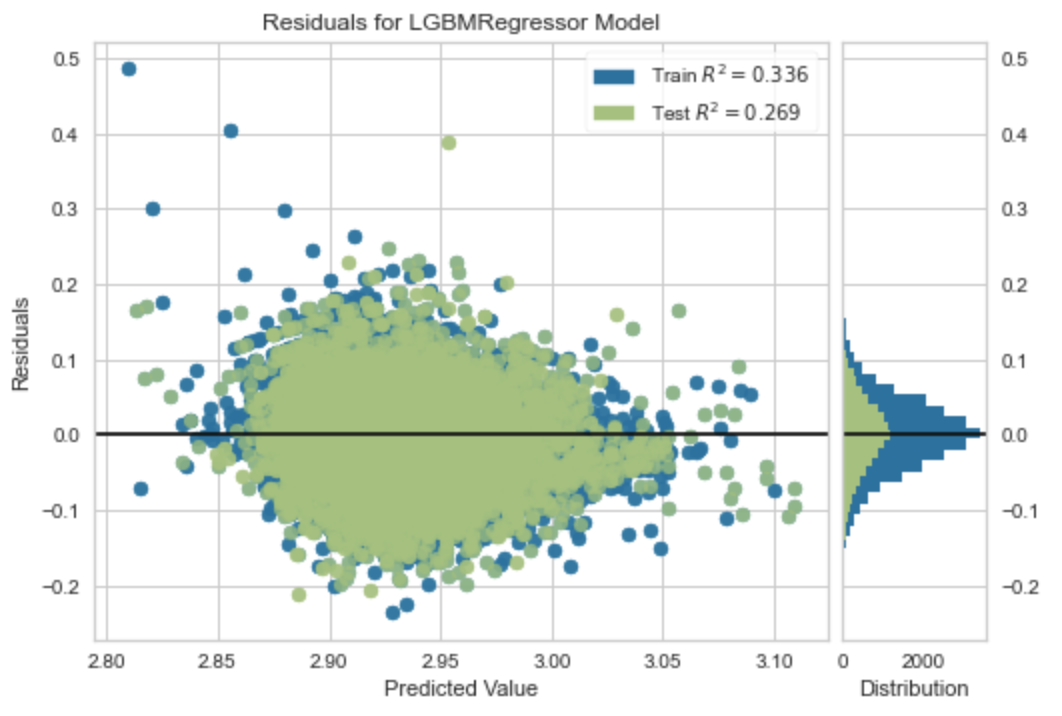 Residuals for LGBMRegressor Model
Train R² = 0.336
Test R² = 0.269
0.5
0.4
0.3
0.2
0.1
0.0
−0.1
−0.2
Residuals
2.80 2.85 2.90 2.95 3.00 3.05 3.10
Predicted Value
0.5
0.4
0.3
0.2
0.1
0.0
−0.1
−0.2
0 2000
Distribution